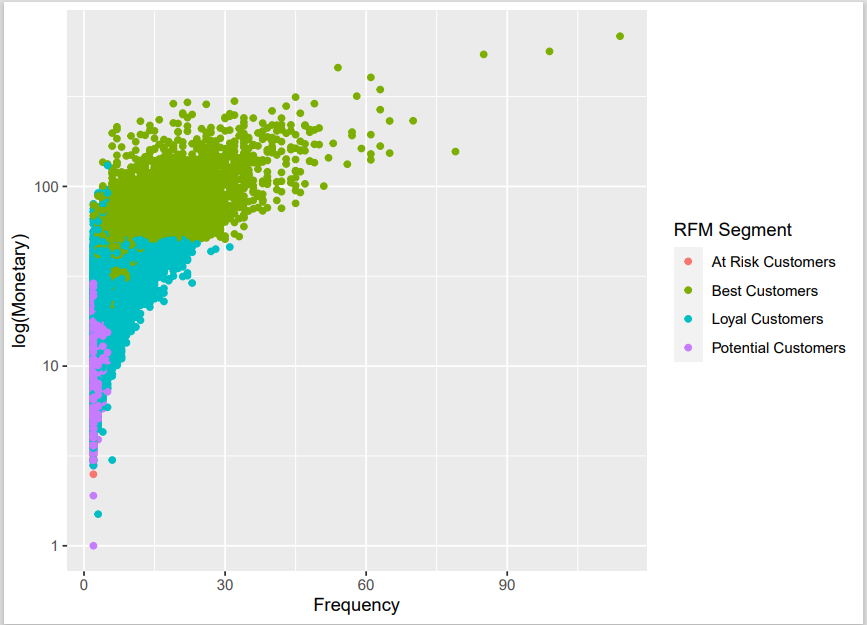 log(Monetary)
100
10
1
0
30
60
90
Frequency
RFM Segment
At Risk Customers
Best Customers
Loyal Customers
Potential Customers